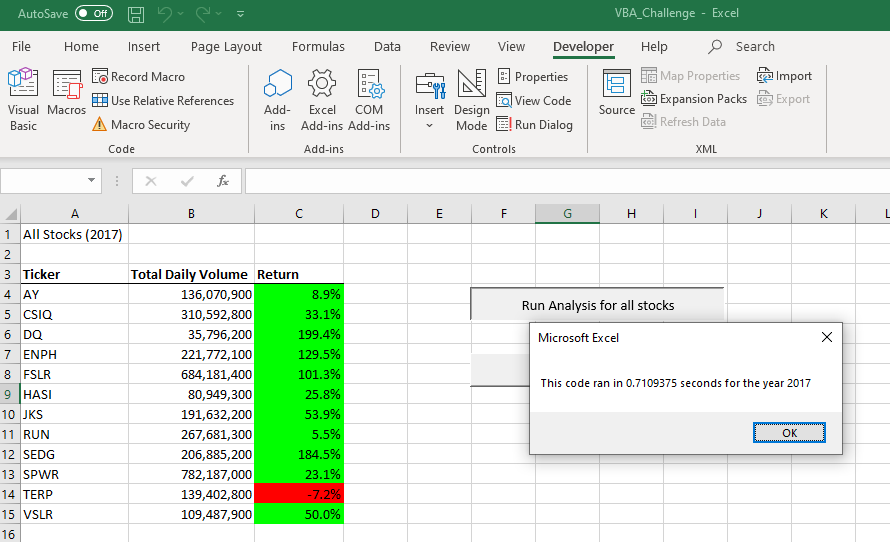 AutoSave Off VBA_Challenge - Excel
File Home Insert Page Layout Formulas Data Review View Developer Help Search
Visual Basic Macros Record Macro Use Relative References Macro Security
Add-ins Excel Add-ins COM Add-ins
Insert Design Mode Properties View Code Run Dialog
Source Map Properties Expansion Packs Refresh Data Import Export
Code Add-ins Controls XML
fx
A B C D E F G H I J K L
1 All Stocks (2017)
2
3 Ticker Total Daily Volume Return
4 AY 136,070,900 8.9%
5 CSIQ 310,592,800 33.1%
6 DQ 35,796,200 199.4%
7 ENPH 221,772,100 129.5%
8 FSLR 684,181,400 101.3%
9 HASI 80,949,300 25.8%
10 JKS 191,632,200 53.9%
11 RUN 267,681,300 5.5%
12 SEDG 206,885,200 184.5%
13 SPWR 782,187,000 23.1%
14 TERP 139,402,800 -7.2%
15 VSLR 109,487,900 50.0%
16
Run Analysis for all stocks
Microsoft Excel
This code ran in 0.7109375 seconds for the year 2017
OK